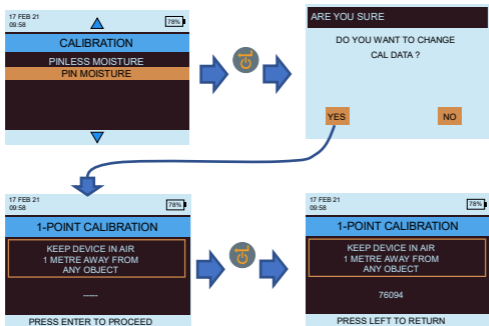 17 FEB 21
09:58
78%
CALIBRATION
PINLESS MOISTURE
PIN MOISTURE
ARE YOU SURE
DO YOU WANT TO CHANGE
CAL DATA ?
YES
NO
17 FEB 21
09:58
78%
1-POINT CALIBRATION
KEEP DEVICE IN AIR
1 METRE AWAY FROM
ANY OBJECT
-----
PRESS ENTER TO PROCEED
17 FEB 21
09:58
78%
1-POINT CALIBRATION
KEEP DEVICE IN AIR
1 METRE AWAY FROM
ANY OBJECT
76094
PRESS LEFT TO RETURN